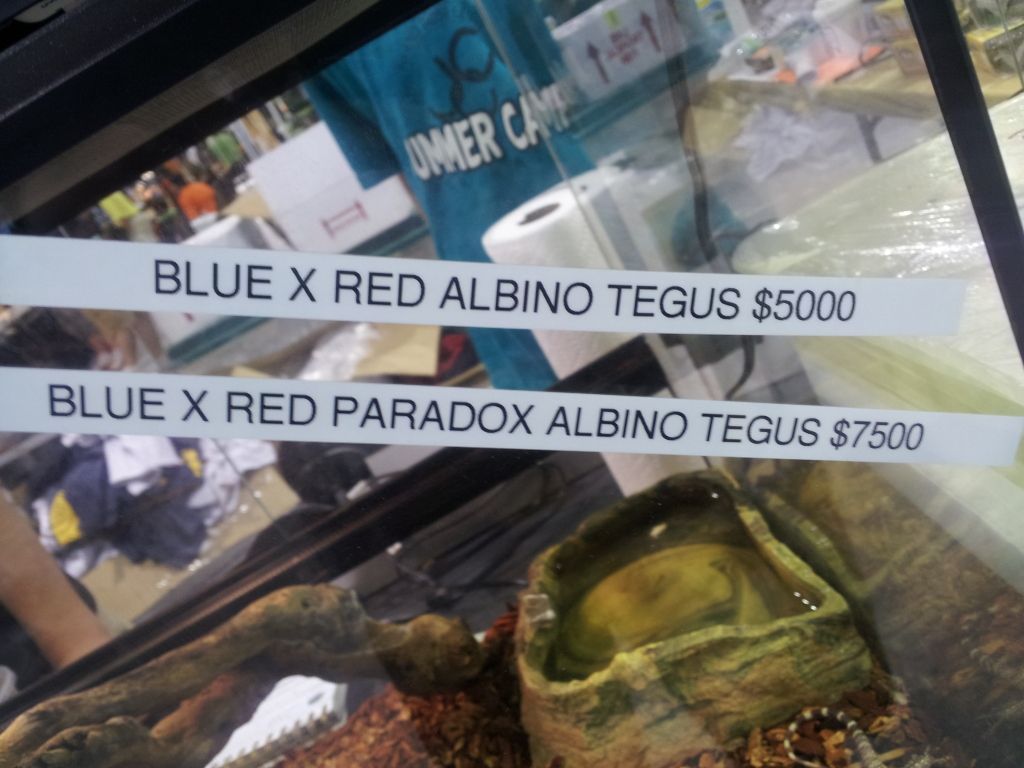 UMMER CAMP
BLUE X RED ALBINO TEGUS $5000
BLUE X RED PARADOX ALBINO TEGUS $7500